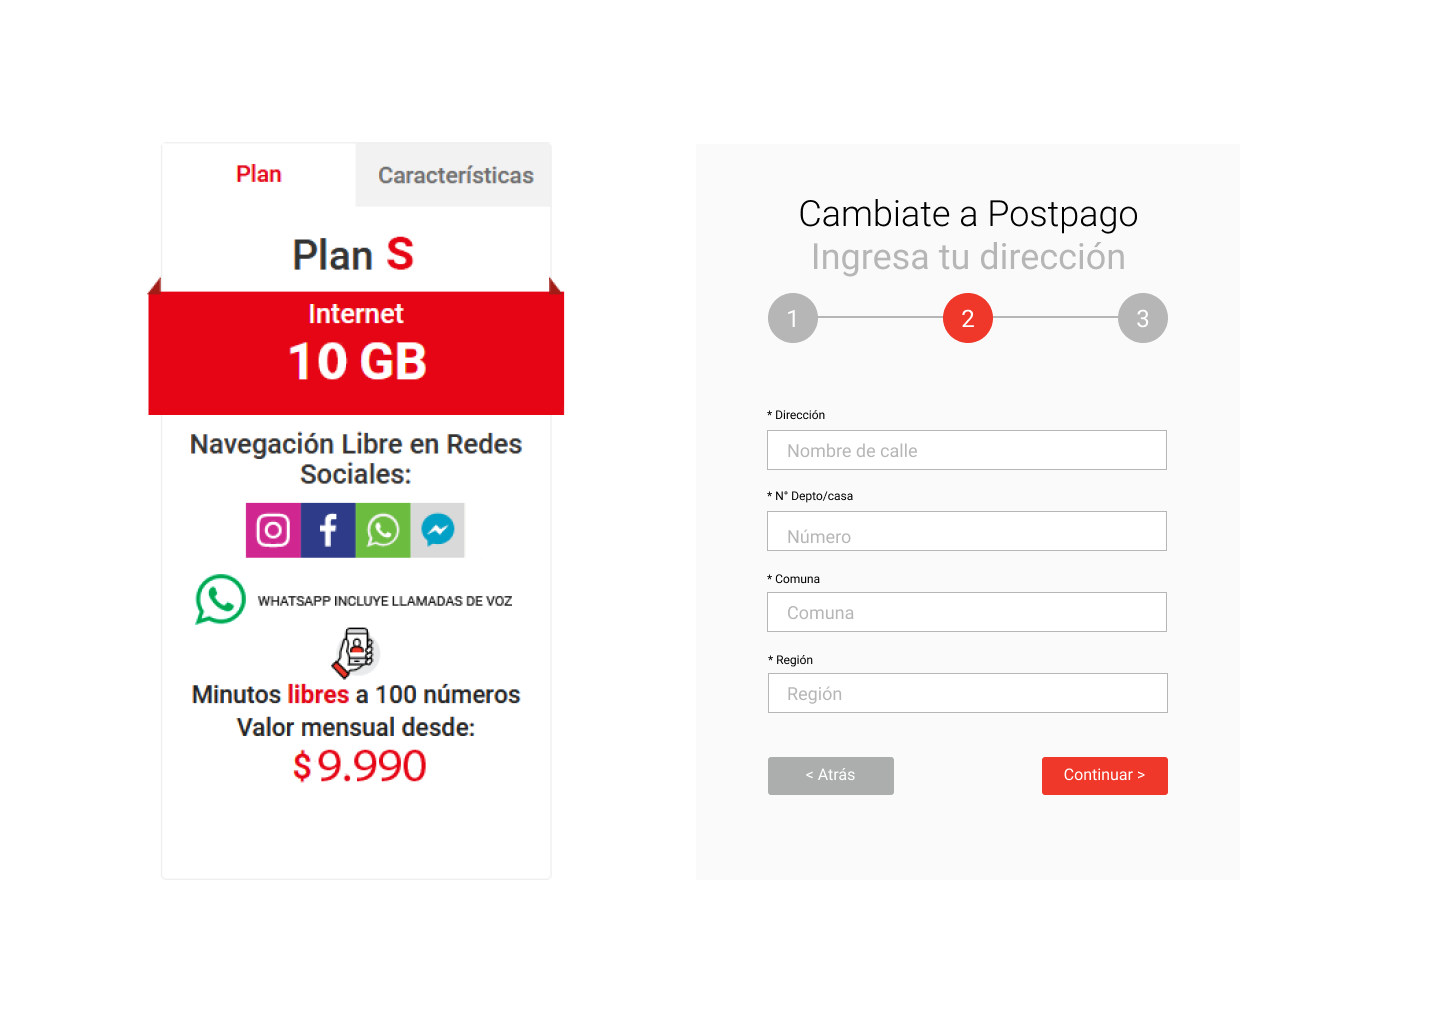 Plan
Características
Plan S
Internet
10 GB
Navegación Libre en Redes
Sociales:
WHATSAPP INCLUYE LLAMADAS DE VOZ
Minutos libres a 100 números
Valor mensual desde:
$9.990
Cambiate a Postpago
Ingresa tu dirección
1
2
3
* Dirección
Nombre de calle
* N° Depto/casa
Número
* Comuna
Comuna
* Región
Región
< Atrás
Continuar >